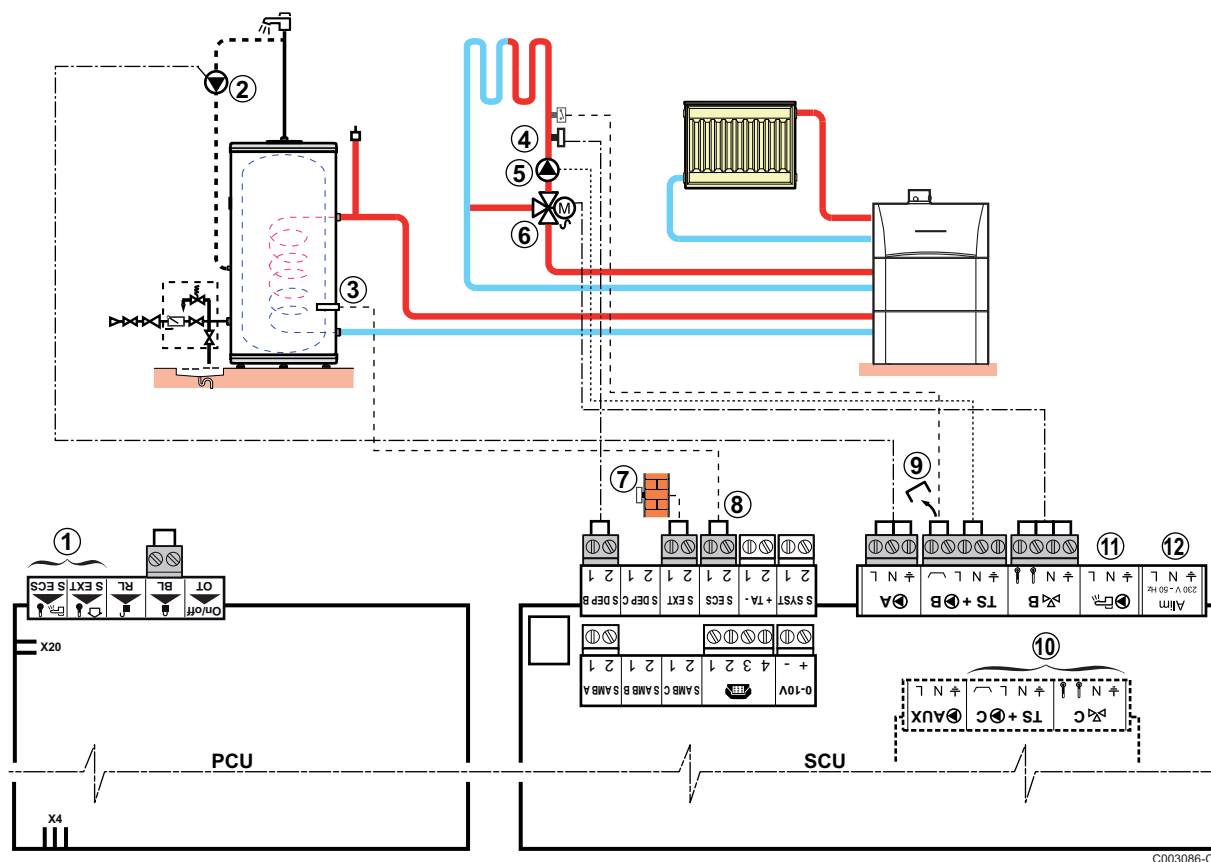 2
3
4
5
M
6
7
8
9
11
12
1
S ECS
S EXT
RL
BL
On/off
OT
X20
X4
PCU
1 2
S DEP B
1 2
S DEP C
1 2
S EXT
1 2
S ECS
1 2
+ TA -
1 2
S SYST
1 2
S AMB A
1 2
S AMB B
1 2
S AMB C
1 2 3 4
- +
0-10V
SCU
L N
A
L N
TS + B
N
B
L N
L N
230 V - 50 Hz
Alim
10
L N
AUX
L N
TS + C
N
C
C003086-C